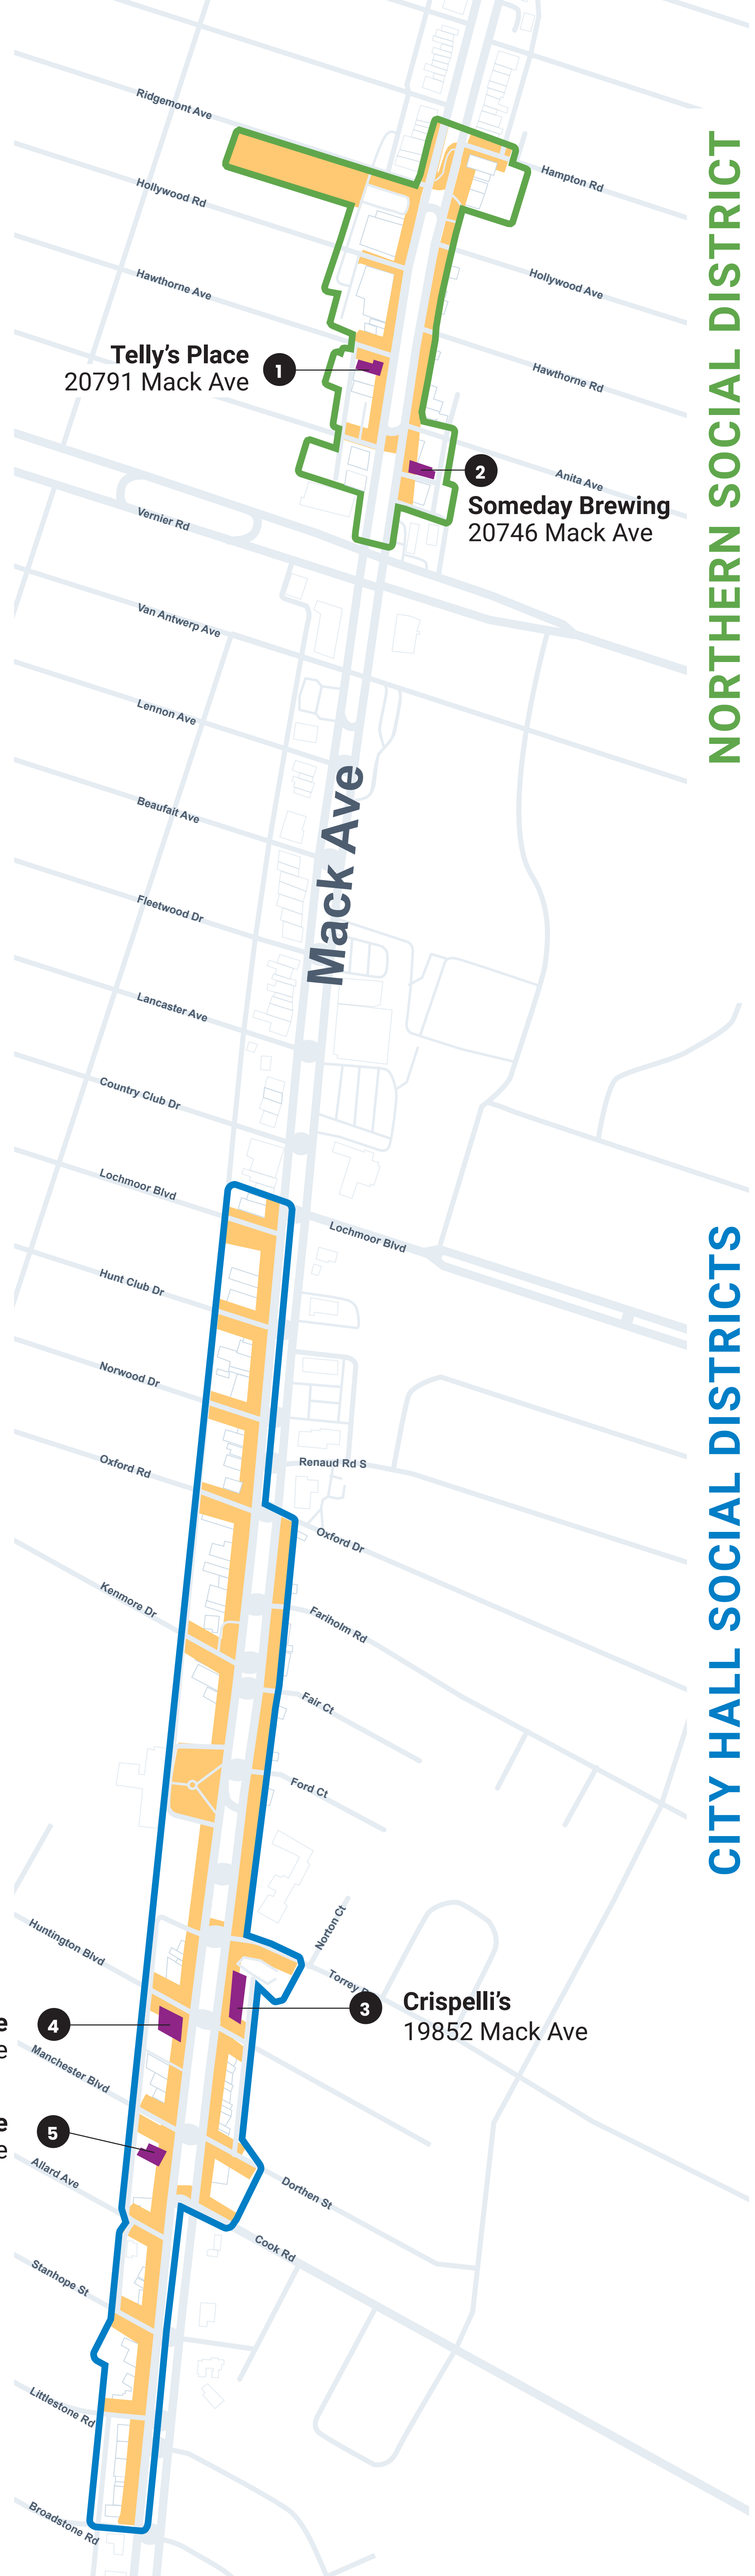 Ridgemont Ave
Hampton Rd
Hollywood Rd
Hollywood Ave
Hawthorne Ave
Hawthorne Rd
Telly's Place
20791 Mack Ave
1
2
Anita Ave
Someday Brewing
20746 Mack Ave
NORTHERN SOCIAL DISTRICT
Vernier Rd
Van Antwerp Ave
Lennon Ave
Beaufait Ave
Mack Ave
Fleetwood Dr
Lancaster Ave
Country Club Dr
Lochmoor Blvd
Lochmoor Blvd
Hunt Club Dr
Norwood Dr
Oxford Rd
Renaud Rd S
Oxford Dr
Kenmore Dr
Fariholm Rd
Fair Ct
Ford Ct
CITY HALL SOCIAL DISTRICTS
Huntington Blvd
Norton Ct
Torrey
3
Crispelli's
19852 Mack Ave
e
e
4
Manchester Blvd
e
e
5
Allard Ave
Dorthen St
Cook Rd
Stanhope St
Littlestone Rd
Broadstone Rd